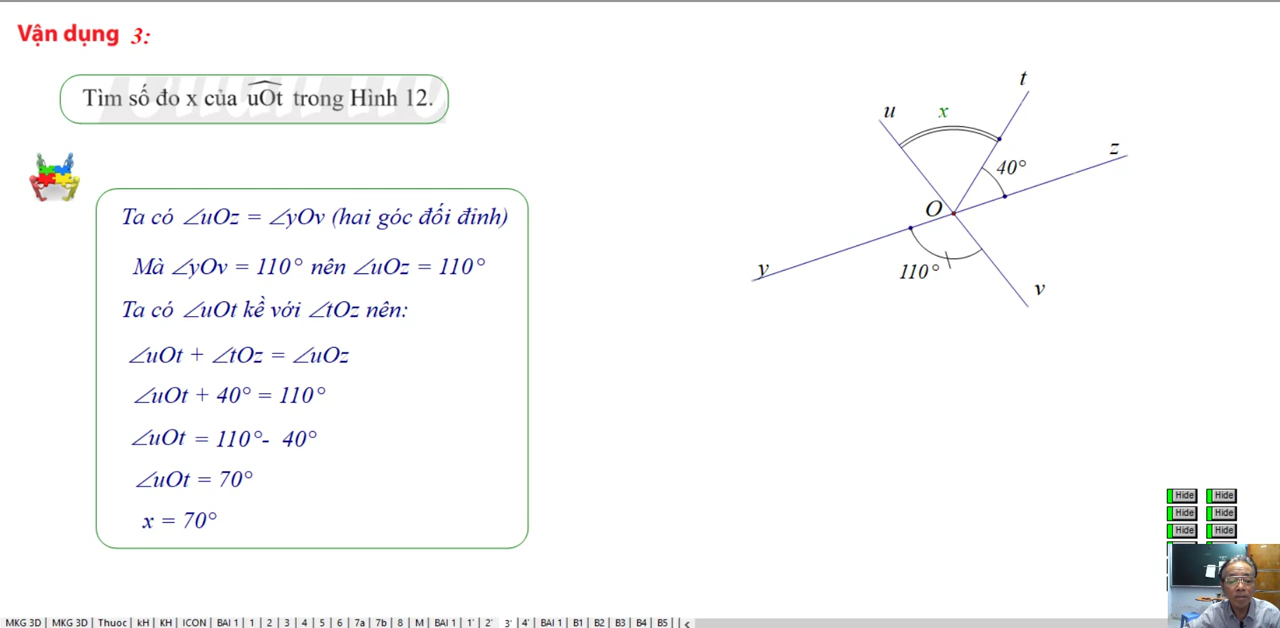 Vận dụng 3:
Tìm số đo x của uOt trong Hình 12.
Ta có ∠uOz = ∠yOv (hai góc đối đỉnh)
Mà ∠yOv = 110° nên ∠uOz = 110°
Ta có ∠uOt kề với ∠tOz nên:
∠uOt + ∠tOz = ∠uOz
∠uOt + 40° = 110°
∠uOt = 110°- 40°
∠uOt = 70°
x = 70°
t
u
x
z
40°
O
y
110°
v
Hide Hide
Hide Hide
Hide Hide
MKG 3D | MKG 3D | Thuoc | kH | KH | ICON | BAI 1 | 1 | 2 | 3 | 4 | 5 | 6 | 7a | 7b | 8 | M | BAI 1 | 1' | 2' 3' | 4' | BAI 1 | B1 | B2 | B3 | B4 | B5 | | <